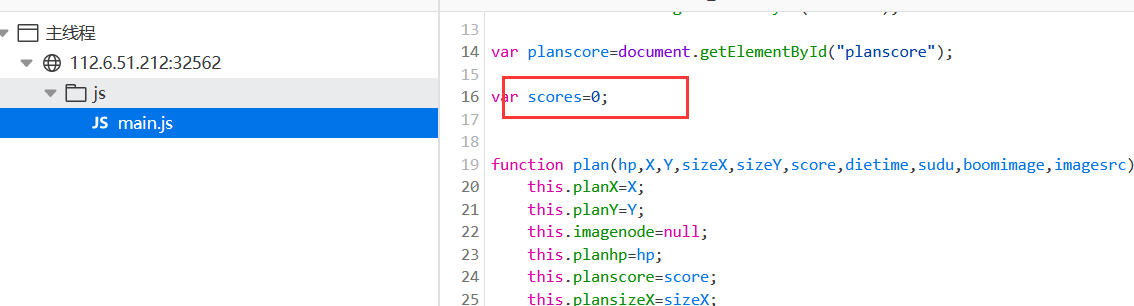 主线程
112.6.51.212:32562
js
JS main.js
13
14 var planscore=document.getElementById("planscore");
15
16 var scores=0;
17
18
19 function plan(hp,X,Y,sizeX,sizeY,score,dietime,sudu,boomimage,imagesrc)
20 this.planX=X;
21 this.planY=Y;
22 this.imagenode=null;
23 this.planhp=hp;
24 this.planscore=score;
25 this.plansizeX=sizeX;